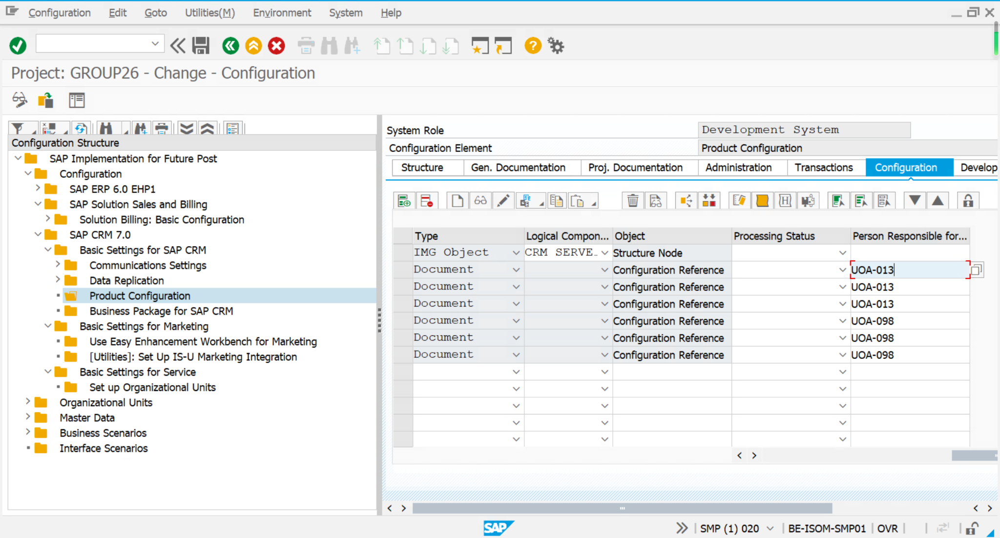 Configuration Edit Goto Utilities(M) Environment System Help
Project: GROUP26 - Change - Configuration
Configuration Structure
SAP Implementation for Future Post
Configuration
SAP ERP 6.0 EHP1
SAP Solution Sales and Billing
Solution Billing: Basic Configuration
SAP CRM 7.0
Basic Settings for SAP CRM
Communications Settings
Data Replication
Product Configuration
Business Package for SAP CRM
Basic Settings for Marketing
Use Easy Enhancement Workbench for Marketing
[Utilities]: Set Up IS-U Marketing Integration
Basic Settings for Service
Set up Organizational Units
Organizational Units
Master Data
Business Scenarios
Interface Scenarios
System Role Development System
Configuration Element Product Configuration
Structure Gen. Documentation Proj. Documentation Administration Transactions Configuration Develop
Type Logical Compon... Object Processing Status Person Responsible for...
IMG Object CRM SERVE… Structure Node
Document Configuration Reference UOA-013
Document Configuration Reference UOA-013
Document Configuration Reference UOA-013
Document Configuration Reference UOA-098
Document Configuration Reference UOA-098
Document Configuration Reference UOA-098
SAP SMP (1) 020 BE-ISOM-SMP01 OVR